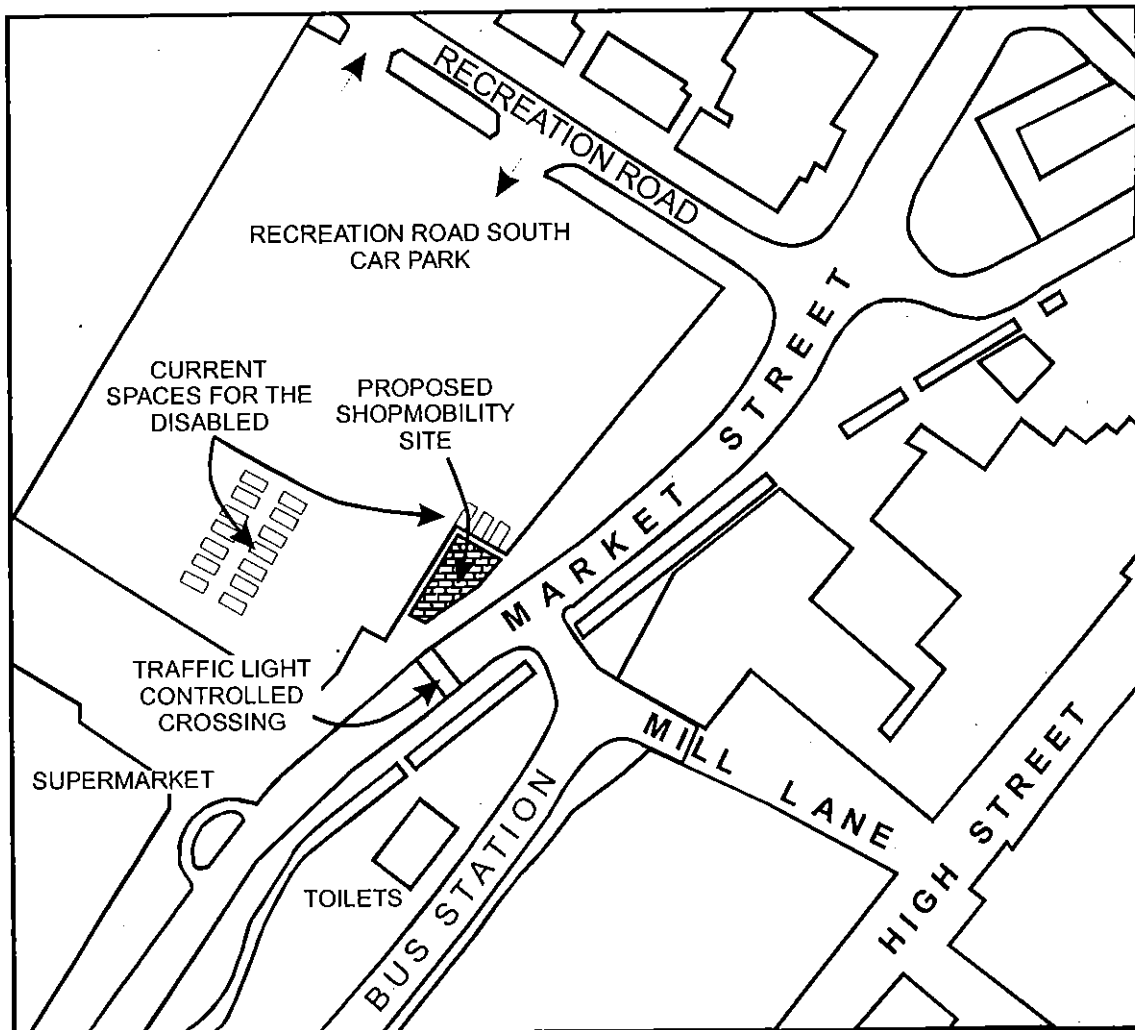 RECREATION ROAD
RECREATION ROAD SOUTH
CAR PARK
MARKET STREET
CURRENT
SPACES FOR THE
DISABLED
PROPOSED
SHOPMOBILITY
SITE
TRAFFIC LIGHT
CONTROLLED
CROSSING
SUPERMARKET
TOILETS
BUS STATION
MILL LANE
HIGH STREET